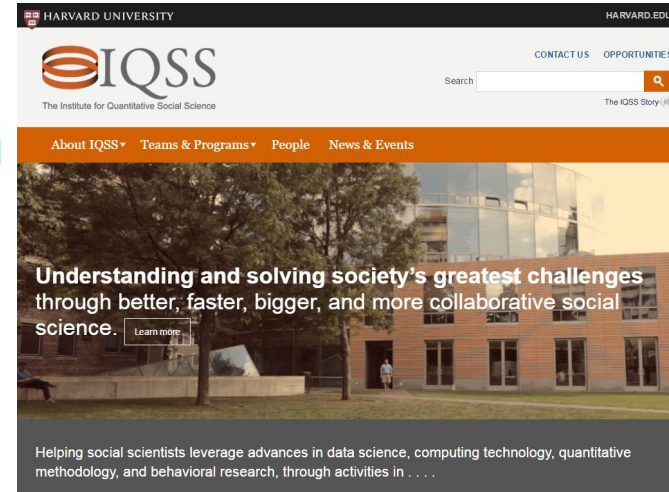 HARVARD UNIVERSITY
HARVARD.EDU
IQSS
The Institute for Quantitative Social Science
CONTACT US OPPORTUNITIES
Search
The IQSS Story
About IQSS Teams & Programs People News & Events
Understanding and solving society's greatest challenges
through better, faster, bigger, and more collaborative social
science. Learn more
Helping social scientists leverage advances in data science, computing technology, quantitative
methodology, and behavioral research, through activities in . . . .